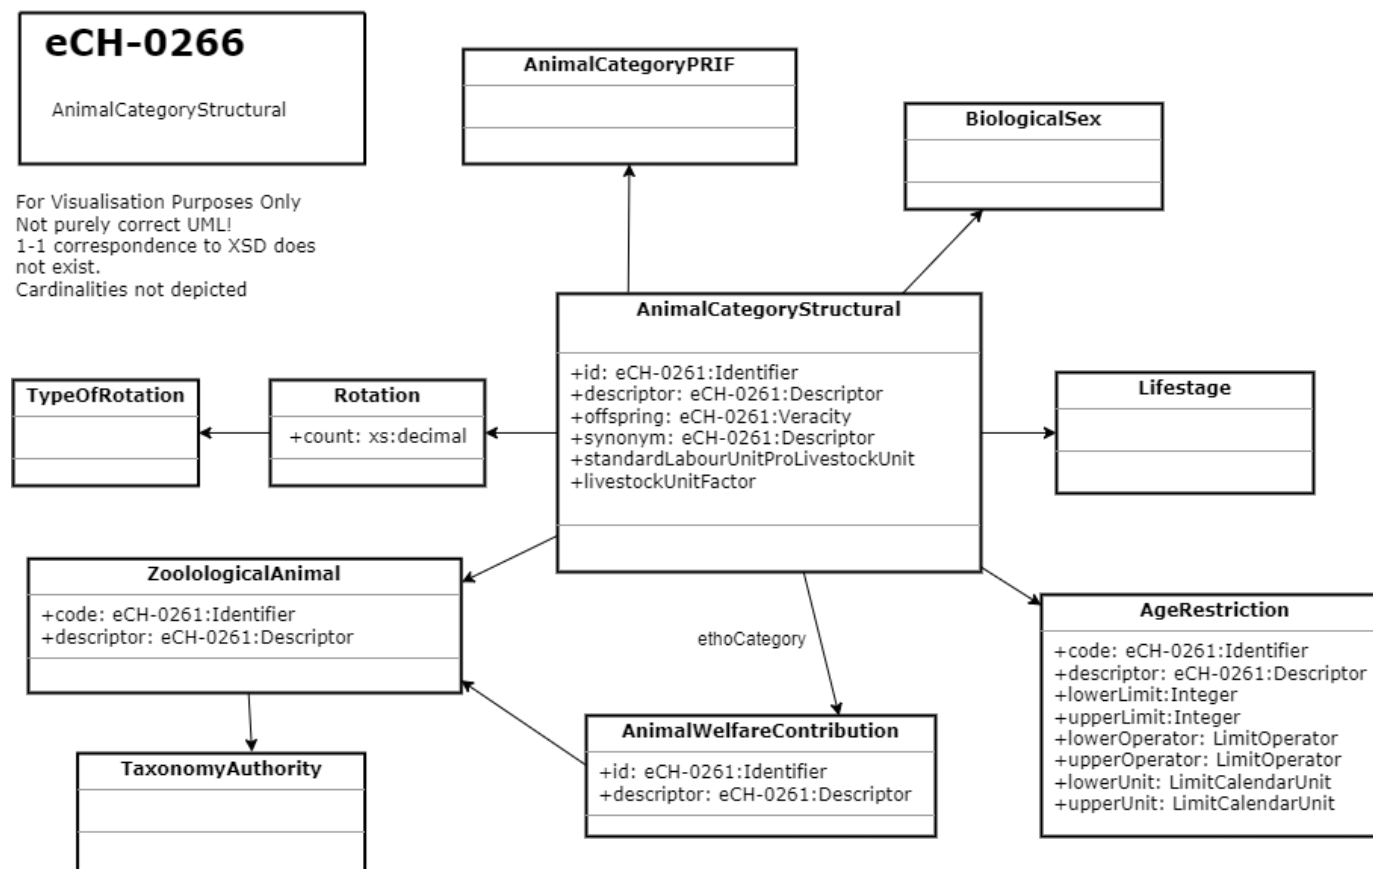 eCH-0266
AnimalCategoryStructural
For Visualisation Purposes Only
Not purely correct UML!
1-1 correspondence to XSD does
not exist.
Cardinalities not depicted
AnimalCategoryPRIF
BiologicalSex
AnimalCategoryStructural
+id: eCH-0261:Identifier
+descriptor: eCH-0261:Descriptor
+offspring: eCH-0261:Veracity
+synonym: eCH-0261:Descriptor
+standardLabourUnitProLivestockUnit
+livestockUnitFactor
TypeOfRotation
Rotation
+count: xs:decimal
Lifestage
ZoolologicalAnimal
+code: eCH-0261:Identifier
+descriptor: eCH-0261:Descriptor
ethoCategory
AgeRestriction
+code: eCH-0261:Identifier
+descriptor: eCH-0261:Descriptor
+lowerLimit:Integer
+upperLimit:Integer
+lowerOperator: LimitOperator
+upperOperator: LimitOperator
+lowerUnit: LimitCalendarUnit
+upperUnit: LimitCalendarUnit
AnimalWelfareContribution
+id: eCH-0261:Identifier
+descriptor: eCH-0261:Descriptor
TaxonomyAuthority